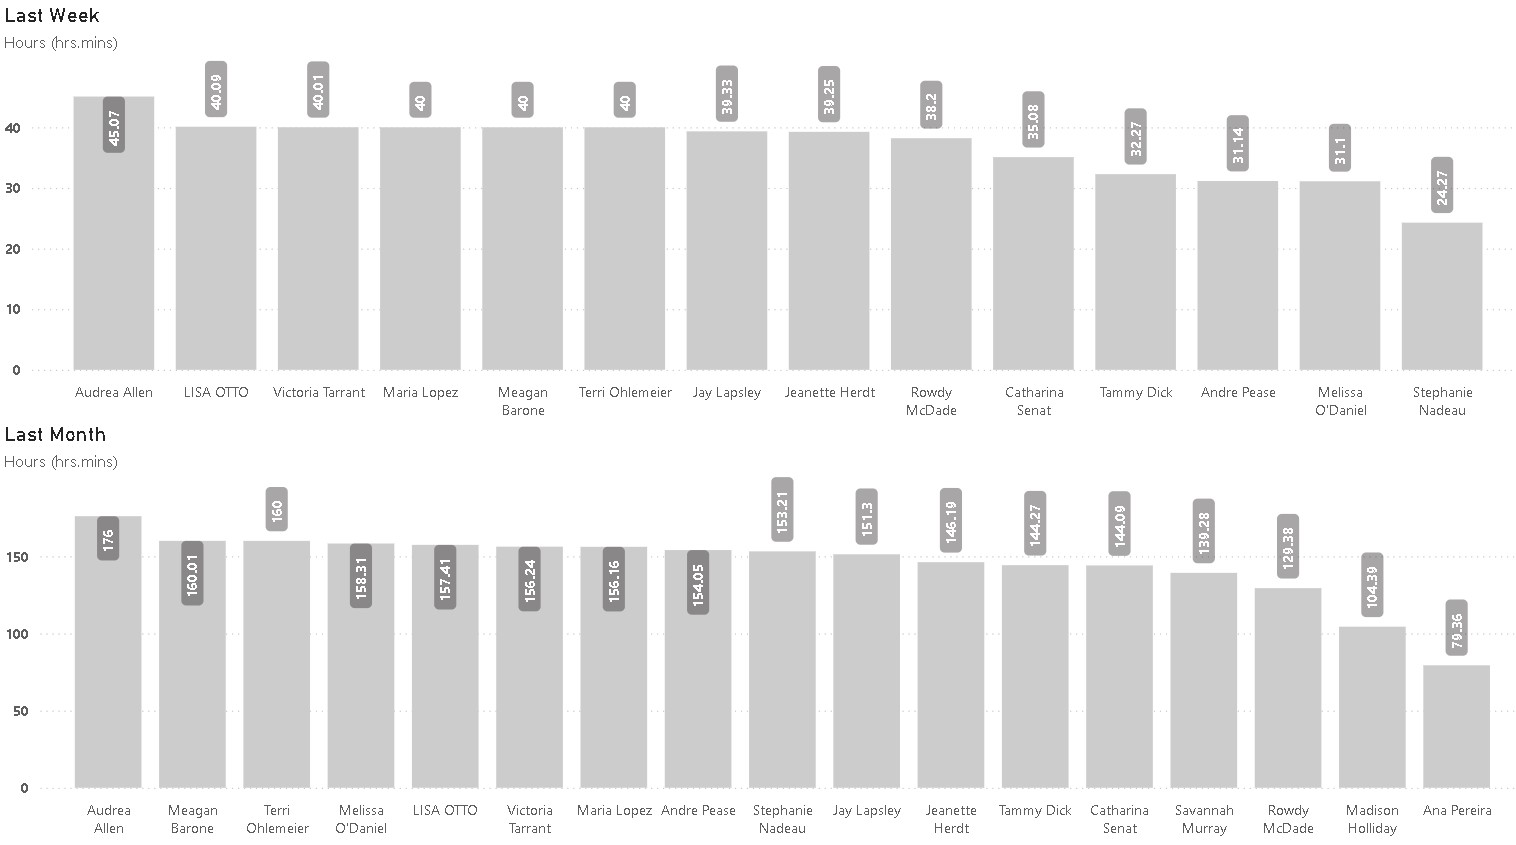 Last Week
Hours (hrs.mins)
45.07 40.09 40.01 40 40 40 39.33 39.25 38.2 35.08 32.27 31.14 31.1 24.27
40
30
20
10
0
Audrea Allen LISA OTTO Victoria Tarrant Maria Lopez Meagan Barone Terri Ohlemeier Jay Lapsley Jeanette Herdt Rowdy McDade Catharina Senat Tammy Dick Andre Pease Melissa O'Daniel Stephanie Nadeau
Last Month
Hours (hrs.mins)
176 160.01 160 158.31 157.41 156.24 156.16 154.05 153.21 151.3 146.19 144.27 144.09 139.28 129.38 104.39 79.36
150
100
50
0
Audrea Allen Meagan Barone Terri Ohlemeier Melissa O'Daniel LISA OTTO Victoria Tarrant Maria Lopez Andre Pease Stephanie Nadeau Jay Lapsley Jeanette Herdt Tammy Dick Catharina Senat Savannah Murray Rowdy McDade Madison Holliday Ana Pereira